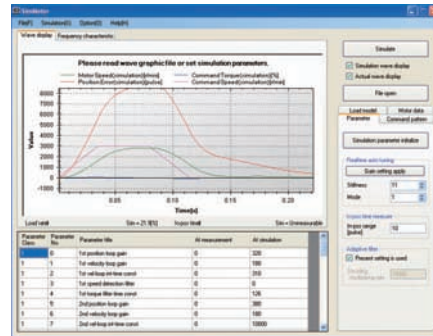 File(F) Simulation(S) Option(O) Help(H)
Wave display Frequency characteristic
Please read wave graphic file or set simulation parameters.
Motor Speed(simulation)[r/min] Command Torque(simulation)[%]
Position Error(simulation)[pulse] Command Speed(simulation)[r/min]
8000
7000
6000
5000
4000
3000
2000
1000
0
-1000
Value
0.05 0.10 0.15 0.20
Time[s]
Simulate
Simulation wave display
Actual wave display
File open
Load model Motor data
Parameter Command pattern
Simulation parameter initialize
Realtime auto tuning
Gain setting apply
Stiffness 11
Mode 1
In-pos time measure
In-pos range [pulse] 10
Adaptive filter
Present setting is used
Parameter Class Parameter No. Parameter title At measurement At simulation
1 0 1st position loop gain 0 320
1 1 1st velocity loop gain 0 180
1 2 1st vel loop int-time const 0 310
1 3 1st speed detection filter 0 0
1 4 1st torque filter time const 0 126
1 5 2nd position loop gain 0 380
1 6 2nd velocity loop gain 0 180
1 7 2nd vel loop int-time const 0 10000